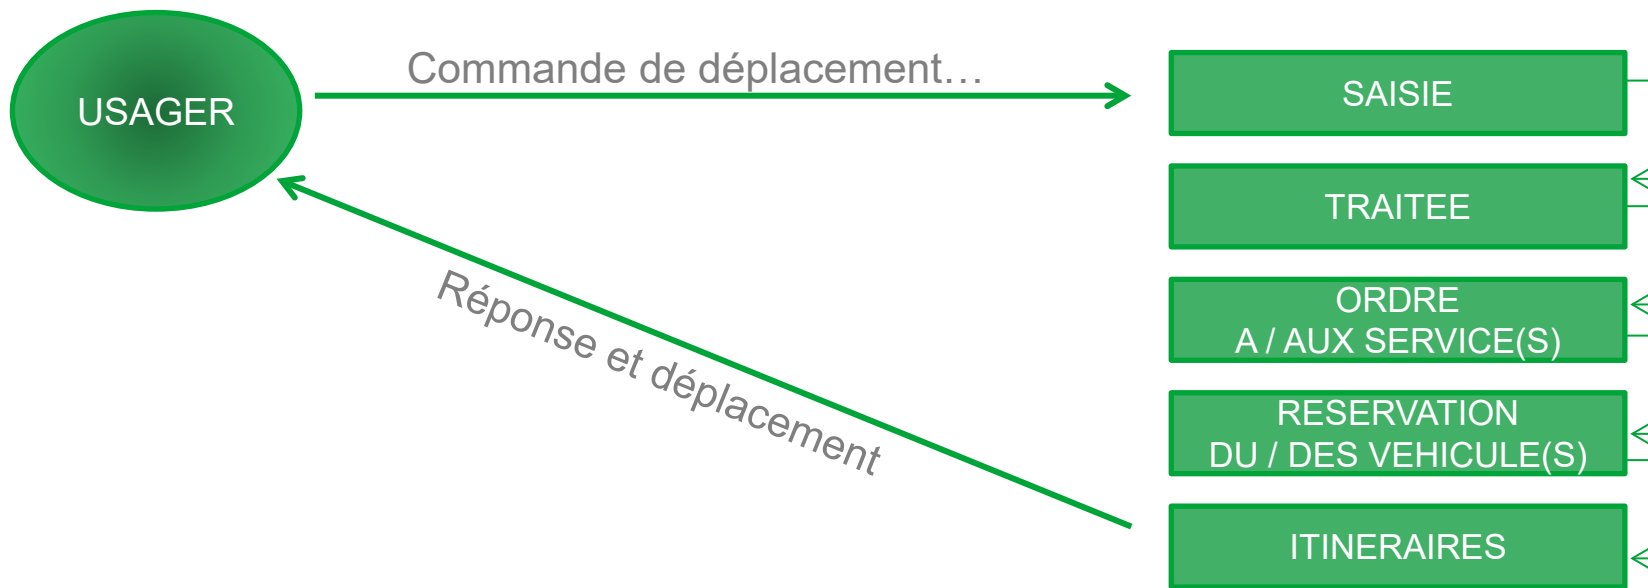 USAGER
Commande de déplacement…
SAISIE
TRAITEE
ORDRE
A / AUX SERVICE(S)
Réponse et déplacement
RESERVATION
DU / DES VEHICULE(S)
ITINERAIRES